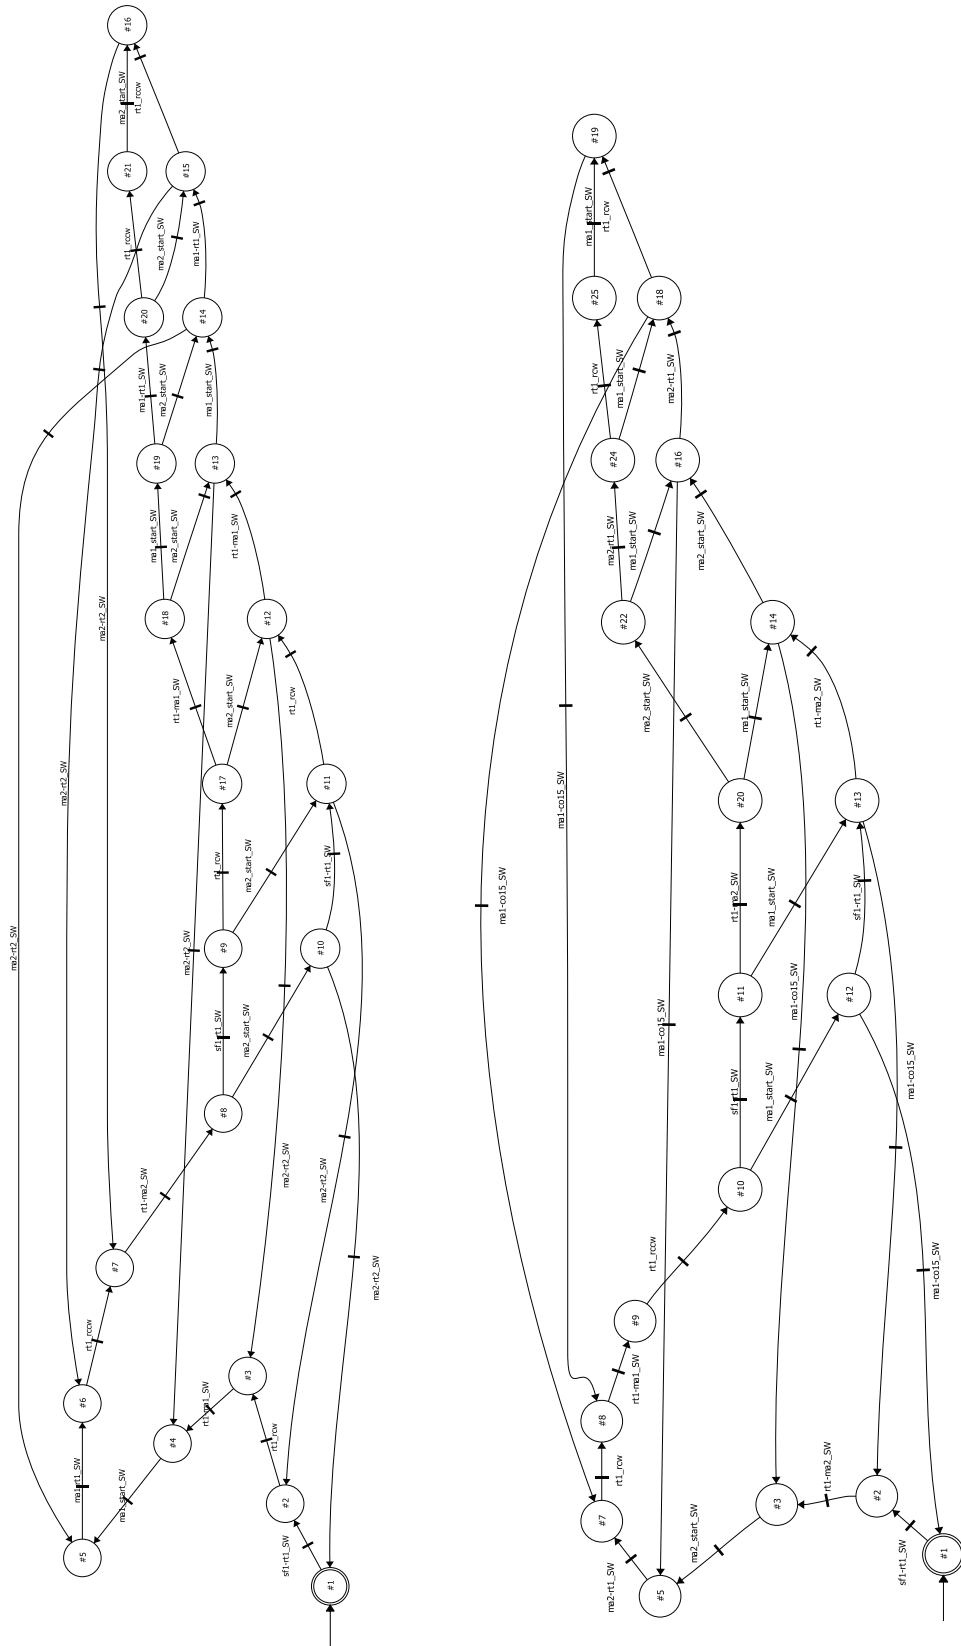 #16
ma2_start_SW
rt1_rccw
#21
#15
rt1_rccw
ma2_start_SW
ma1-rt1_SW
#20
#14
ma1-rt1_SW
ma2_start_SW
ma1_start_SW
#19
#13
ma1_start_SW
ma2_start_SW
rt1-ma1_SW
ma2-rt2_SW
#18
#12
rt1-ma1_SW
ma2_start_SW
rt1_rcw
ma2-rt2_SW
#17
#11
rt1_rcw
ma2_start_SW
sf1-rt1_SW
ma2-rt2_SW
ma2-rt2_SW
#9
#10
sf1-rt1_SW
ma2_start_SW
#8
rt1-ma2_SW
ma2-rt2_SW
ma2-rt2_SW
ma2-rt2_SW
#7
rt1_rccw
#6
#3
rt1-ma1_SW
rt1_rcw
#4
ma1-rt1_SW
ma1_start_SW
#2
#5
sf1-rt1_SW
#1
#19
ma1_start_SW
rt1_rcw
#25
#18
rt1_rcw
ma1_start_SW
ma2-rt1_SW
#24
#16
ma2-rt1_SW
ma1_start_SW
ma2_start_SW
#22
#14
ma2_start_SW
ma1_start_SW
rt1-ma2_SW
ma1-co15_SW
#20
#13
ma1-co15_SW
rt1-ma2_SW
ma1_start_SW
sf1-rt1_SW
#11
#12
ma1-co15_SW
ma1-co15_SW
sf1-rt1_SW
ma1_start_SW
ma1-co15_SW
#10
rt1_rccw
ma1-co15_SW
#9
rt1-ma1_SW
#8
rt1_rcw
rt1-ma2_SW
#7
#3
#2
ma2_start_SW
sf1-rt1_SW
ma2-rt1_SW
#5
#1